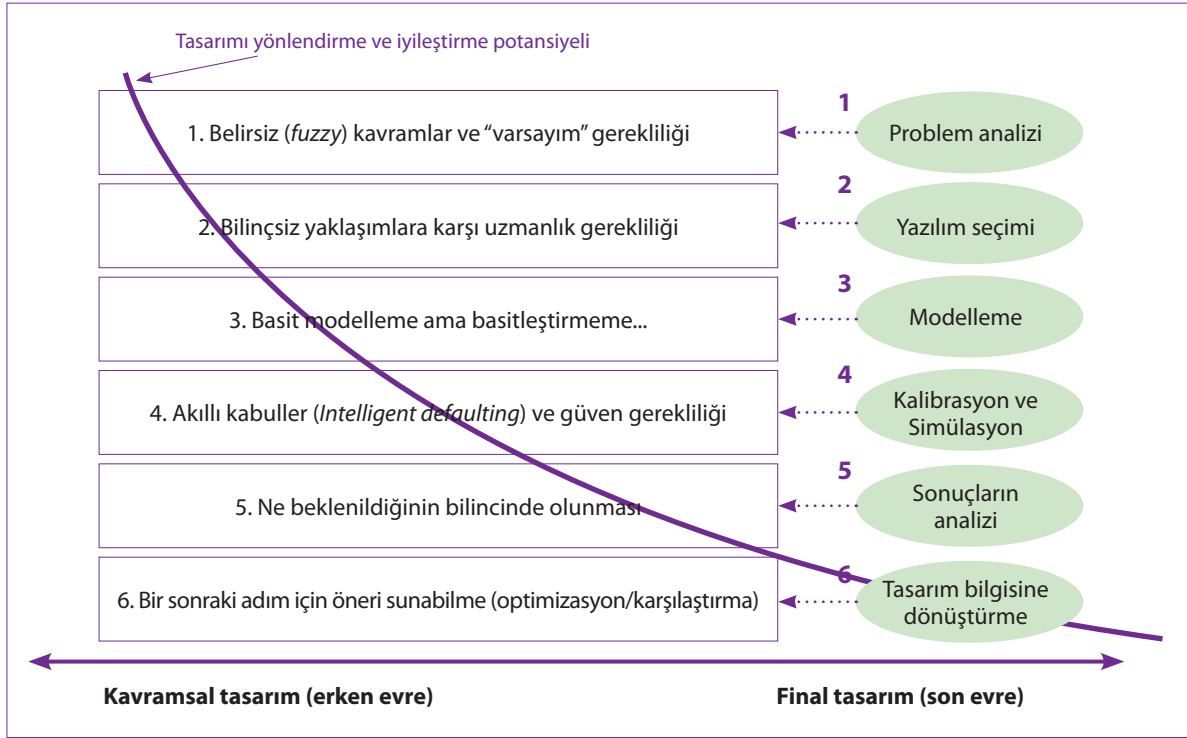 Tasarımı yönlendirme ve iyileştirme potansiyeli
1. Belirsiz (fuzzy) kavramlar ve “varsayım” gerekliliği
1
Problem analizi
2. Bilinçsiz yaklaşımlara karşı uzmanlık gerekliliği
2
Yazılım seçimi
3. Basit modelleme ama basitleştirmeme...
3
Modelleme
4. Akıllı kabuller (Intelligent defaulting) ve güven gerekliliği
4
Kalibrasyon ve
Simülasyon
5. Ne beklenildiğinin bilincinde olunması
5
Sonuçların
analizi
6. Bir sonraki adım için öneri sunabilme (optimizasyon/karşılaştırma)
6
Tasarım bilgisine
dönüştürme
Kavramsal tasarım (erken evre)
Final tasarım (son evre)